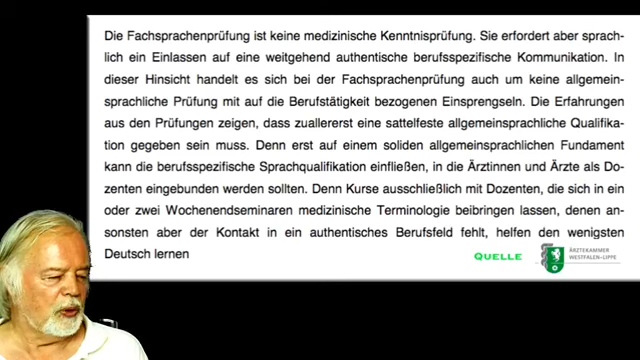 Die Fachsprachenprüfung ist keine medizinische Kenntnisprüfung. Sie erfordert aber sprach-
lich ein Einlassen auf eine weitgehend authentische berufsspezifische Kommunikation. In
dieser Hinsicht handelt es sich bei der Fachsprachenprüfung auch um keine allgemein-
sprachliche Prüfung mit auf die Berufstätigkeit bezogenen Einsprengseln. Die Erfahrungen
aus den Prüfungen zeigen, dass zuallererst eine sattelfeste allgemeinsprachliche Qualifika-
tion gegeben sein muss. Denn erst auf einem soliden allgemeinsprachlichen Fundament
kann die berufsspezifische Sprachqualifikation einfließen, in die Ärztinnen und Ärzte als Do-
zenten eingebunden werden sollten. Denn Kurse ausschließlich mit Dozenten, die sich in ein
oder zwei Wochenendseminaren medizinische Terminologie beibringen lassen, denen an-
sonsten aber der Kontakt in ein authentisches Berufsfeld fehlt, helfen den wenigsten
Deutsch lernen
QUELLE
ÄRZTEKAMMER
WESTFALEN-LIPPE